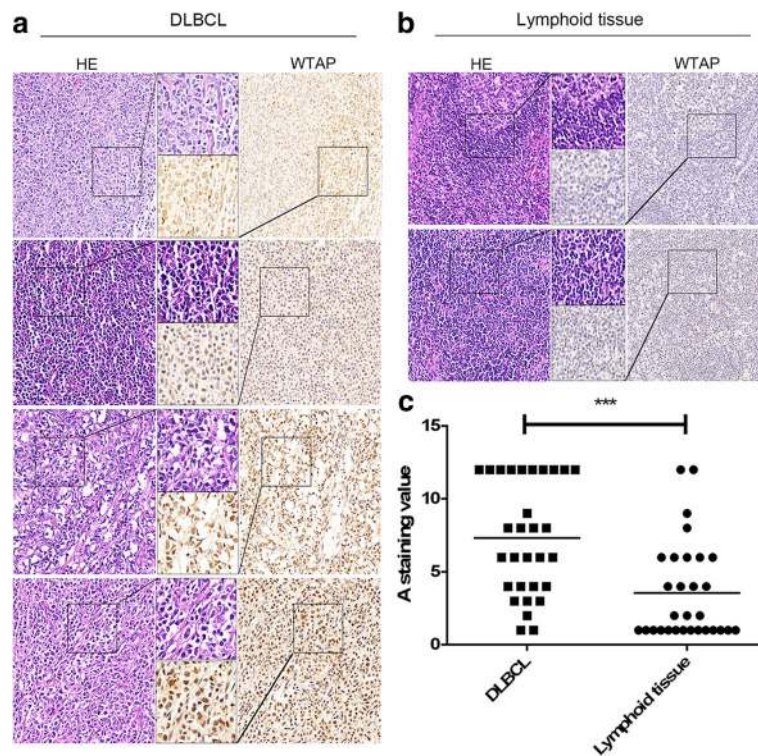 a
DLBCL
HE
WTAP
b
Lymphoid tissue
HE
WTAP
c
***
15
10
5
0
A staining value
DLBCL
Lymphoid tissue